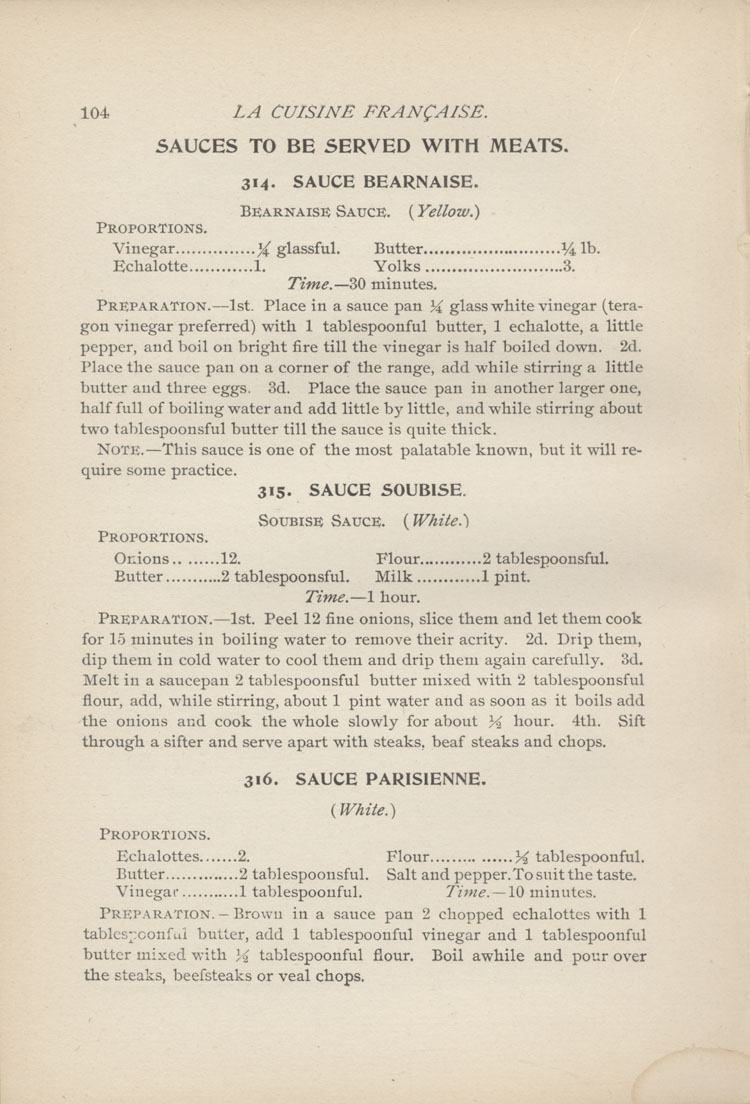 104 LA CUISINE FRANÇAISE.
SAUCES TO BE SERVED WITH MEATS.
314. SAUCE BEARNAISE.
BEARNAISE SAUCE. (Yellow.)
PROPORTIONS.
Vinegar..............¼ glassful. Butter........................¼ lb.
Echalotte............1. Yolks ........................3.
Time.—30 minutes.
PREPARATION.—1st. Place in a sauce pan ¼ glass white vinegar (tera-
gon vinegar preferred) with 1 tablespoonful butter, 1 echalotte, a little
pepper, and boil on bright fire till the vinegar is half boiled down. 2d.
Place the sauce pan on a corner of the range, add while stirring a little
butter and three eggs. 3d. Place the sauce pan in another larger one,
half full of boiling water and add little by little, and while stirring about
two tablespoonsful butter till the sauce is quite thick.
NOTE.—This sauce is one of the most palatable known, but it will re-
quire some practice.
315. SAUCE SOUBISE.
SOUBISE SAUCE. (White.)
PROPORTIONS.
Onions.. ......12. Flour............2 tablespoonsful.
Butter...........2 tablespoonsful. Milk ............1 pint.
Time.—1 hour.
PREPARATION.—1st. Peel 12 fine onions, slice them and let them cook
for 15 minutes in boiling water to remove their acrity. 2d. Drip them,
dip them in cold water to cool them and drip them again carefully. 3d.
Melt in a saucepan 2 tablespoonsful butter mixed with 2 tablespoonsful
flour, add, while stirring, about 1 pint water and as soon as it boils add
the onions and cook the whole slowly for about ½ hour. 4th. Sift
through a sifter and serve apart with steaks, beaf steaks and chops.
316. SAUCE PARISIENNE.
(White.)
PROPORTIONS.
Echalottes.......2. Flour......... ......½ tablespoonful.
Butter.............2 tablespoonsful. Salt and pepper. To suit the taste.
Vinegar...........1 tablespoonful. Time.—10 minutes.
PREPARATION.—Brown in a sauce pan 2 chopped echalottes with 1
tablespoonful butter, add 1 tablespoonful vinegar and 1 tablespoonful
butter mixed with ½ tablespoonful flour. Boil awhile and pour over
the steaks, beefsteaks or veal chops.